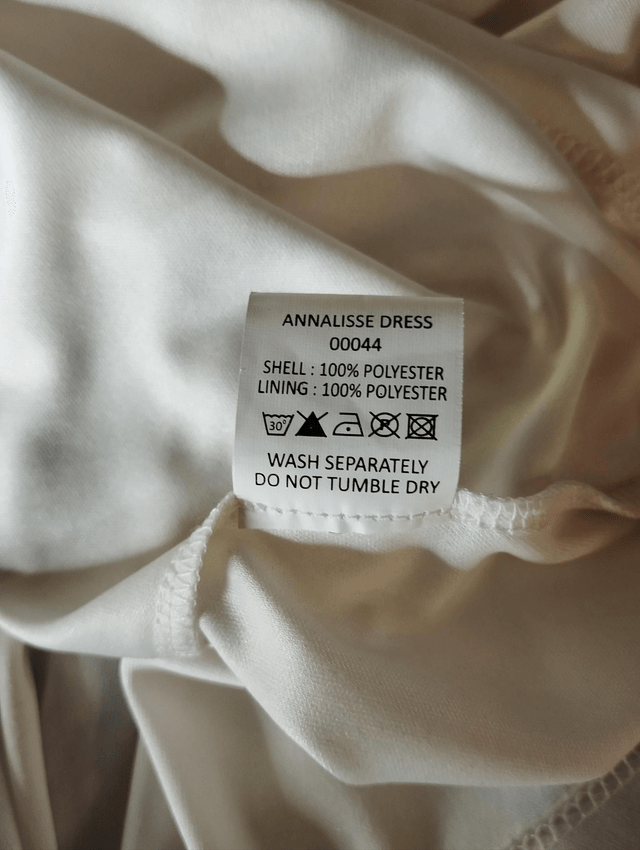 ANNALISSE DRESS
00044
SHELL : 100% POLYESTER
LINING : 100% POLYESTER
30°
WASH SEPARATELY
DO NOT TUMBLE DRY